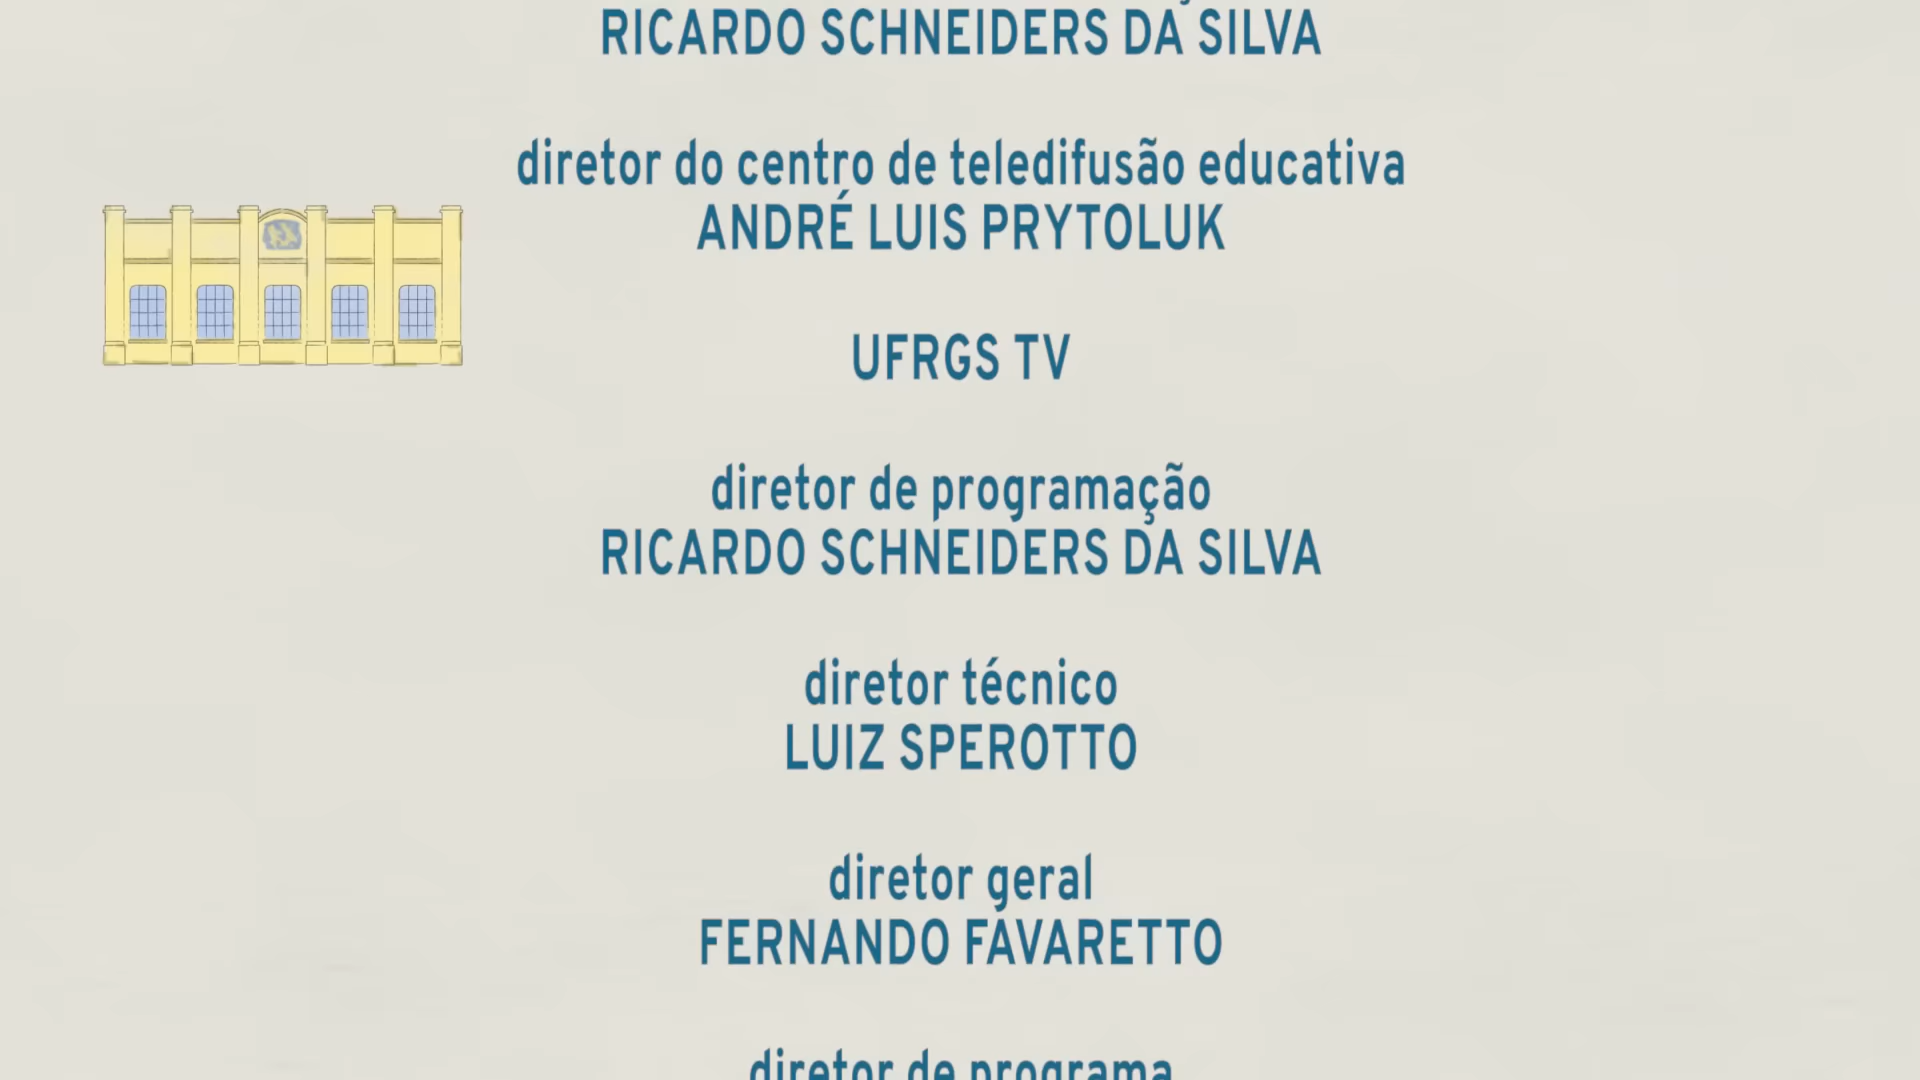 RICARDO SCHNEIDERS DA SILVA
diretor do centro de teledifusão educativa
ANDRÉ LUIS PRYTOLUK
UFRGS TV
diretor de programação
RICARDO SCHNEIDERS DA SILVA
diretor técnico
LUIZ SPEROTTO
diretor geral
FERNANDO FAVARETTO
diretor de programa